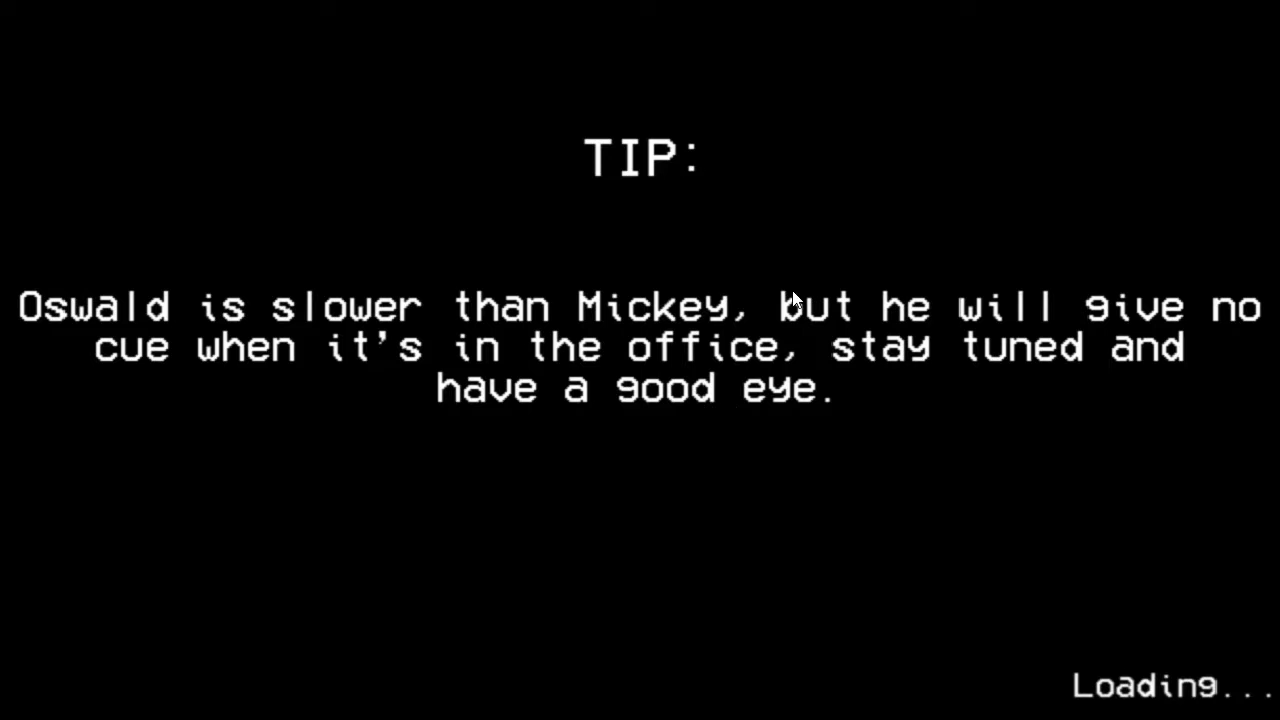 TIP:
Oswald is slower than Mickey, but he will give no
cue when it's in the office, stay tuned and
have a good eye.
Loading...